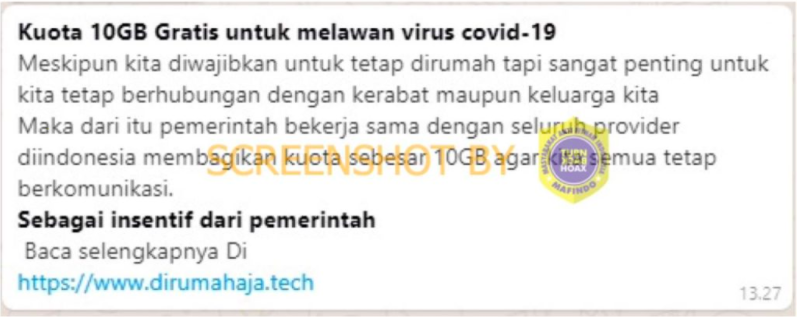 Kuota 10GB Gratis untuk melawan virus covid-19
Meskipun kita diwajibkan untuk tetap dirumah tapi sangat penting untuk
kita tetap berhubungan dengan kerabat maupun keluarga kita
Maka dari itu pemerintah bekerja sama dengan seluruh provider
diindonesia membagikan kuota sebesar 10GB agar kita semua tetap
berkomunikasi.
Sebagai insentif dari pemerintah
Baca selengkapnya Di
https://www.dirumahaja.tech
13.27
SCREENSHOT BY
TURN
BACK
HOAX
MAFINDO